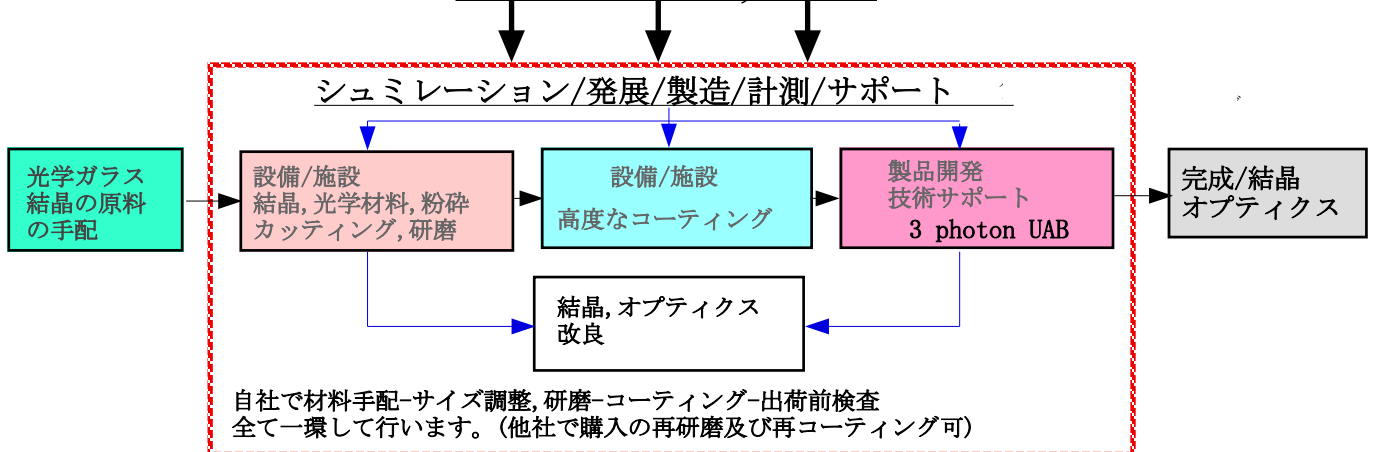 シュミレーション/発展/製造/計測/サポート
光学ガラス
結晶の原料
の手配
設備/施設
結晶,光学材料,粉砕
カッティング,研磨
設備/施設
高度なコーティング
製品開発
技術サポート
3 photon UAB
完成/結晶
オプティクス
結晶,オプティクス
改良
自社で材料手配-サイズ調整,研磨-コーティング-出荷前検査
全て一環して行います。(他社で購入の再研磨及び再コーティング可)